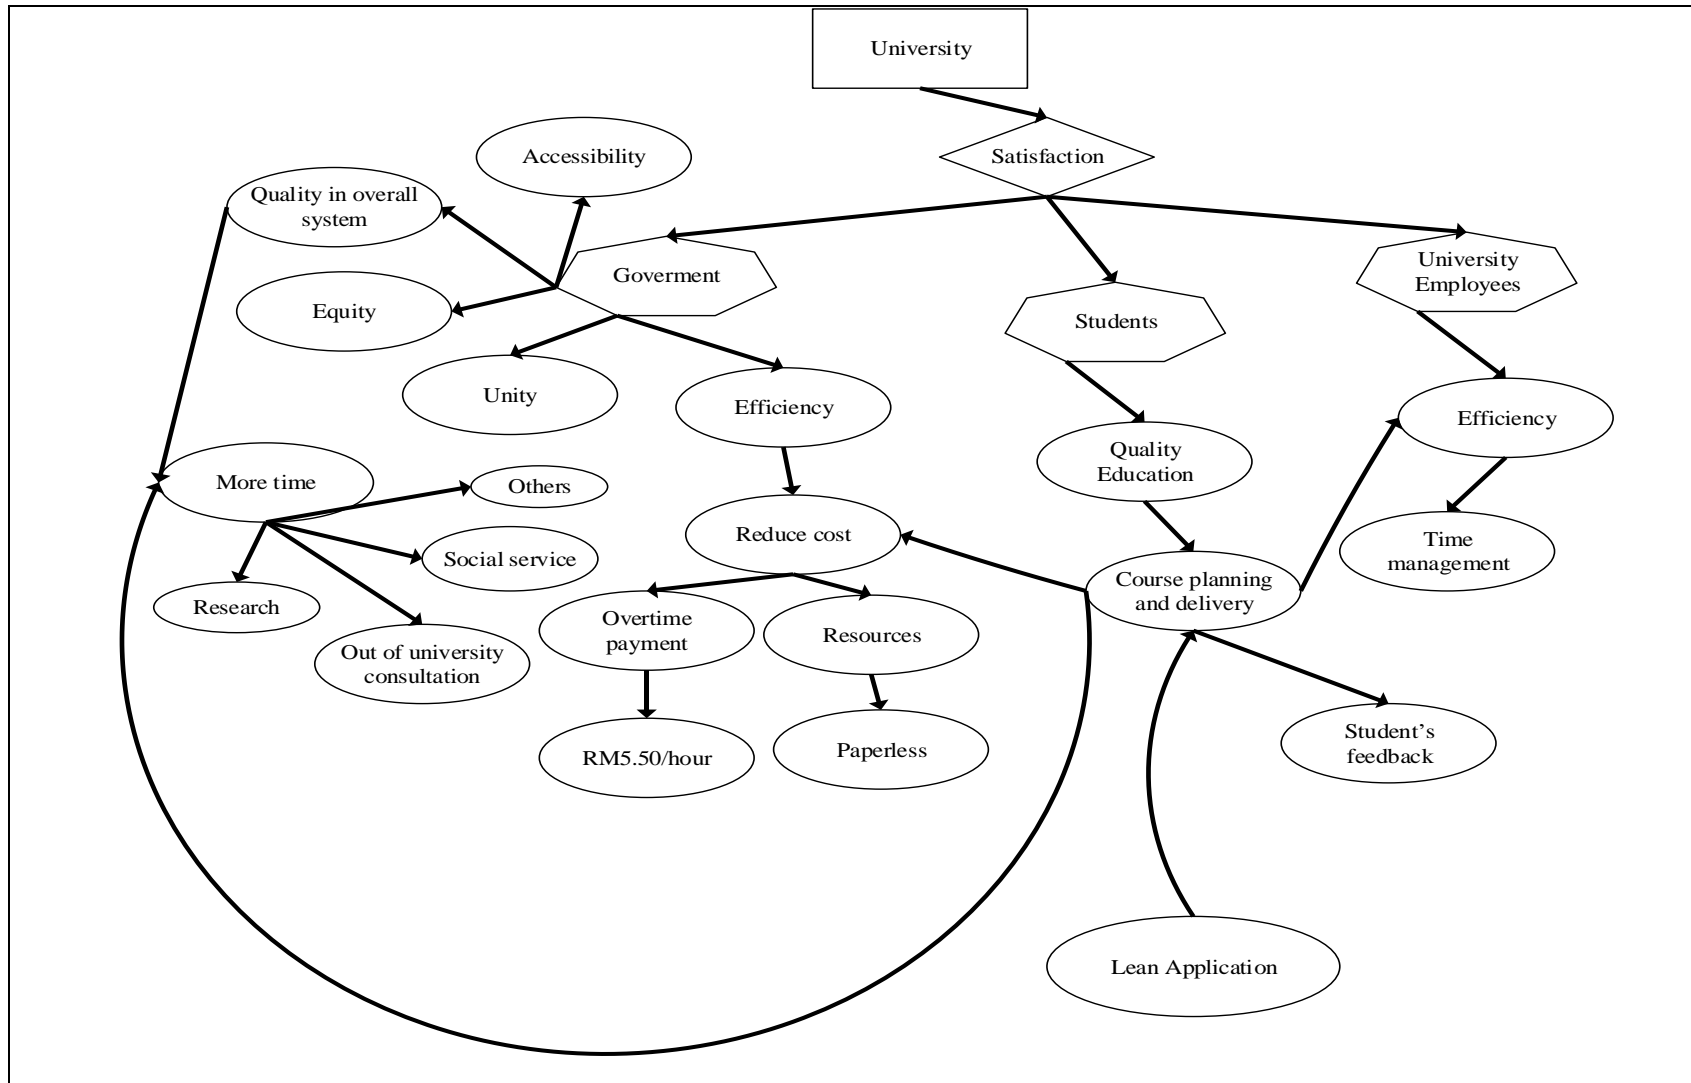 University
Accessibility
Satisfaction
Quality in overall
system
Goverment
University
Employees
Equity
Students
Unity
Efficiency
Efficiency
Quality
Education
More time
Others
Reduce cost
Time
management
Social service
Course planning
and delivery
Research
Overtime
payment
Resources
Out of university
consultation
Student’s
feedback
RM5.50/hour
Paperless
Lean Application